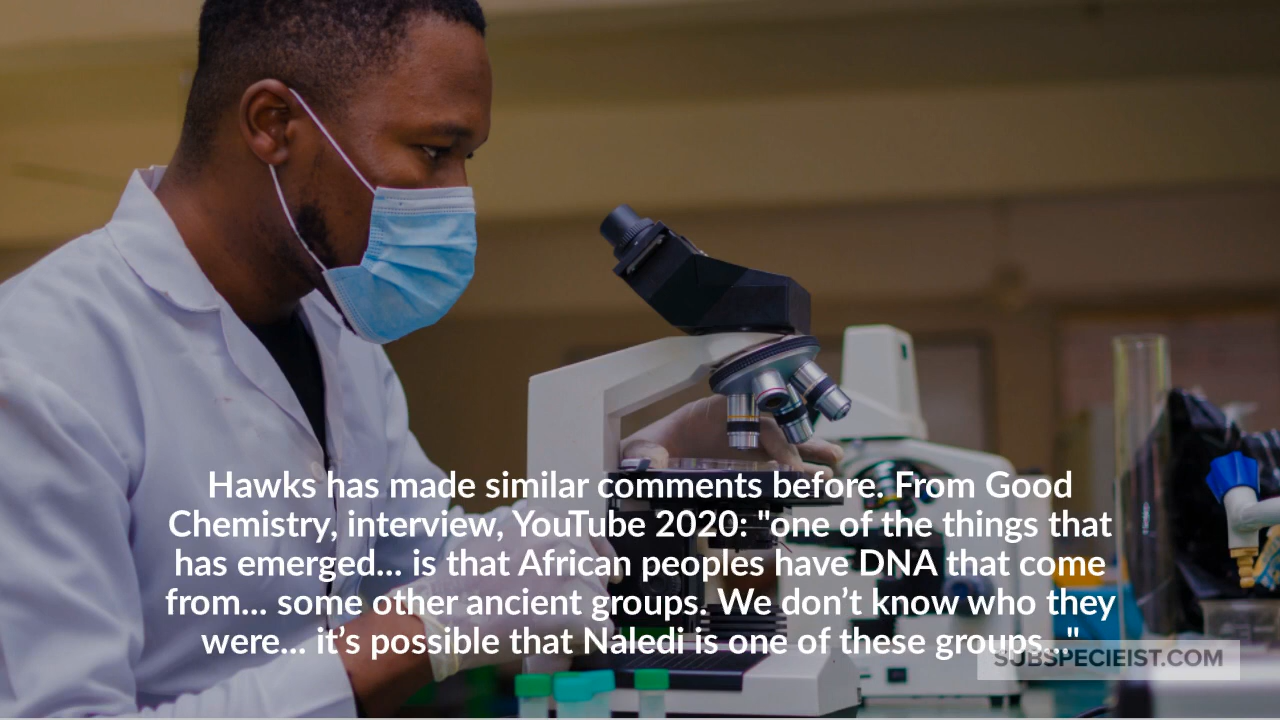 Hawks has made similar comments before. From Good
Chemistry, interview, YouTube 2020: "one of the things that
has emerged... is that African peoples have DNA that come
from... some other ancient groups. We don’t know who they
were... it’s possible that Naledi is one of these groups..."
SUBSPECIEIST.COM